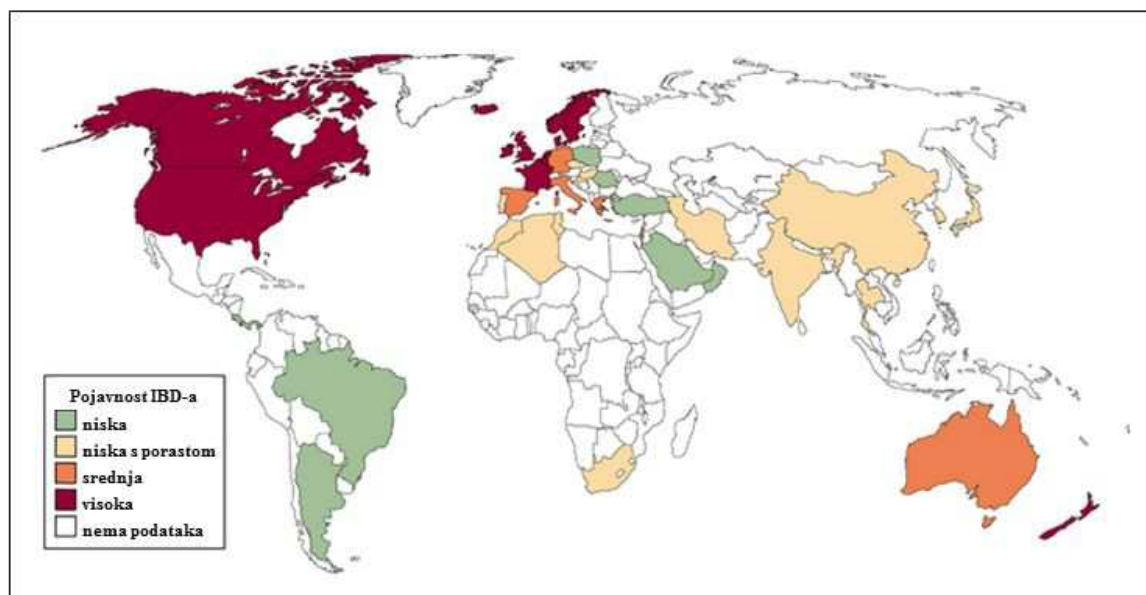 Pojavnost IBD-a
niska
niska s porastom
srednja
visoka
nema podataka